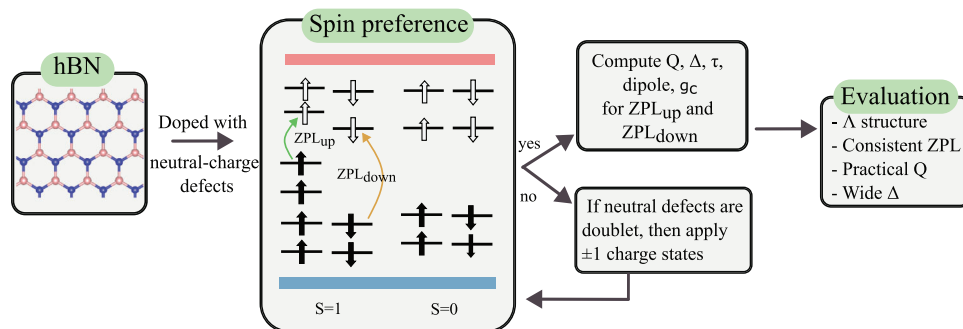 hBN
Doped with
neutral-charge
defects
Spin preference
ZPLup
ZPLdown
S=1
S=0
yes
no
Compute Q, Δ, τ,
dipole, gc
for ZPLup and
ZPLdown
If neutral defects are
doublet, then apply
±1 charge states
Evaluation
- Λ structure
- Consistent ZPL
- Practical Q
- Wide Δ